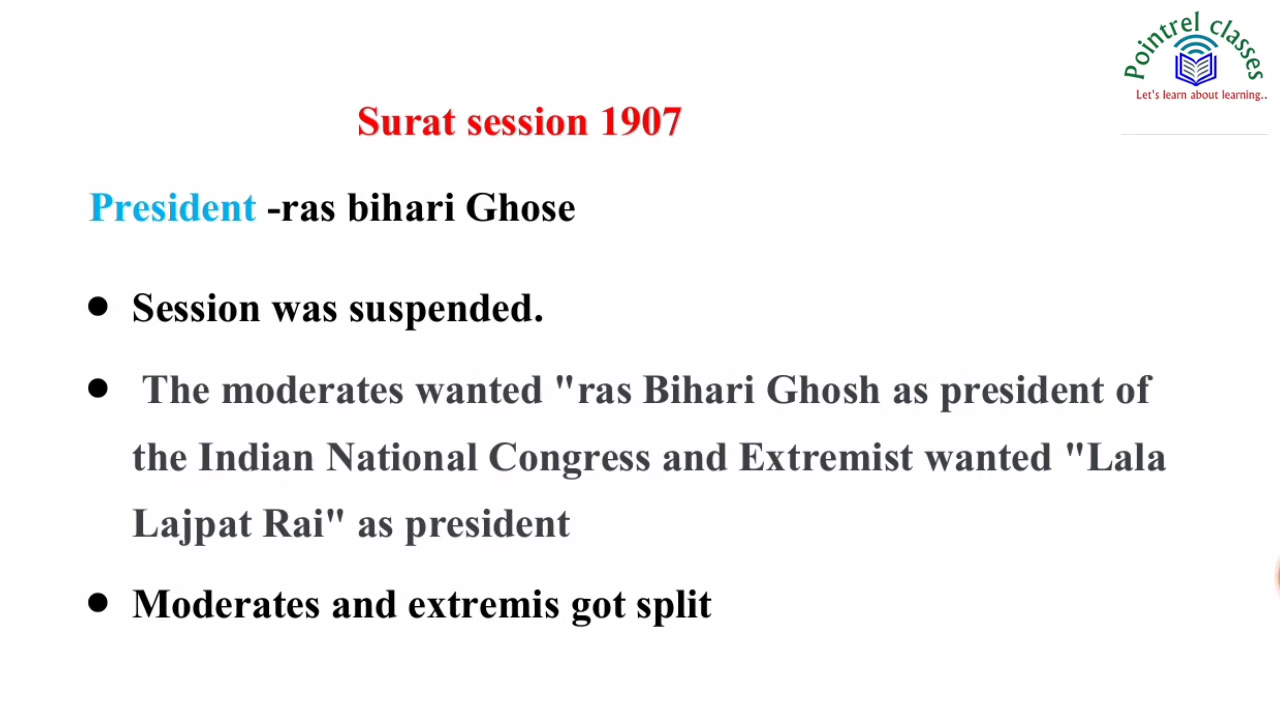 Pointrel classes
Let's learn about learning..
Surat session 1907
President -ras bihari Ghose
● Session was suspended.
● The moderates wanted "ras Bihari Ghosh as president of
the Indian National Congress and Extremist wanted "Lala
Lajpat Rai" as president
● Moderates and extremis got split